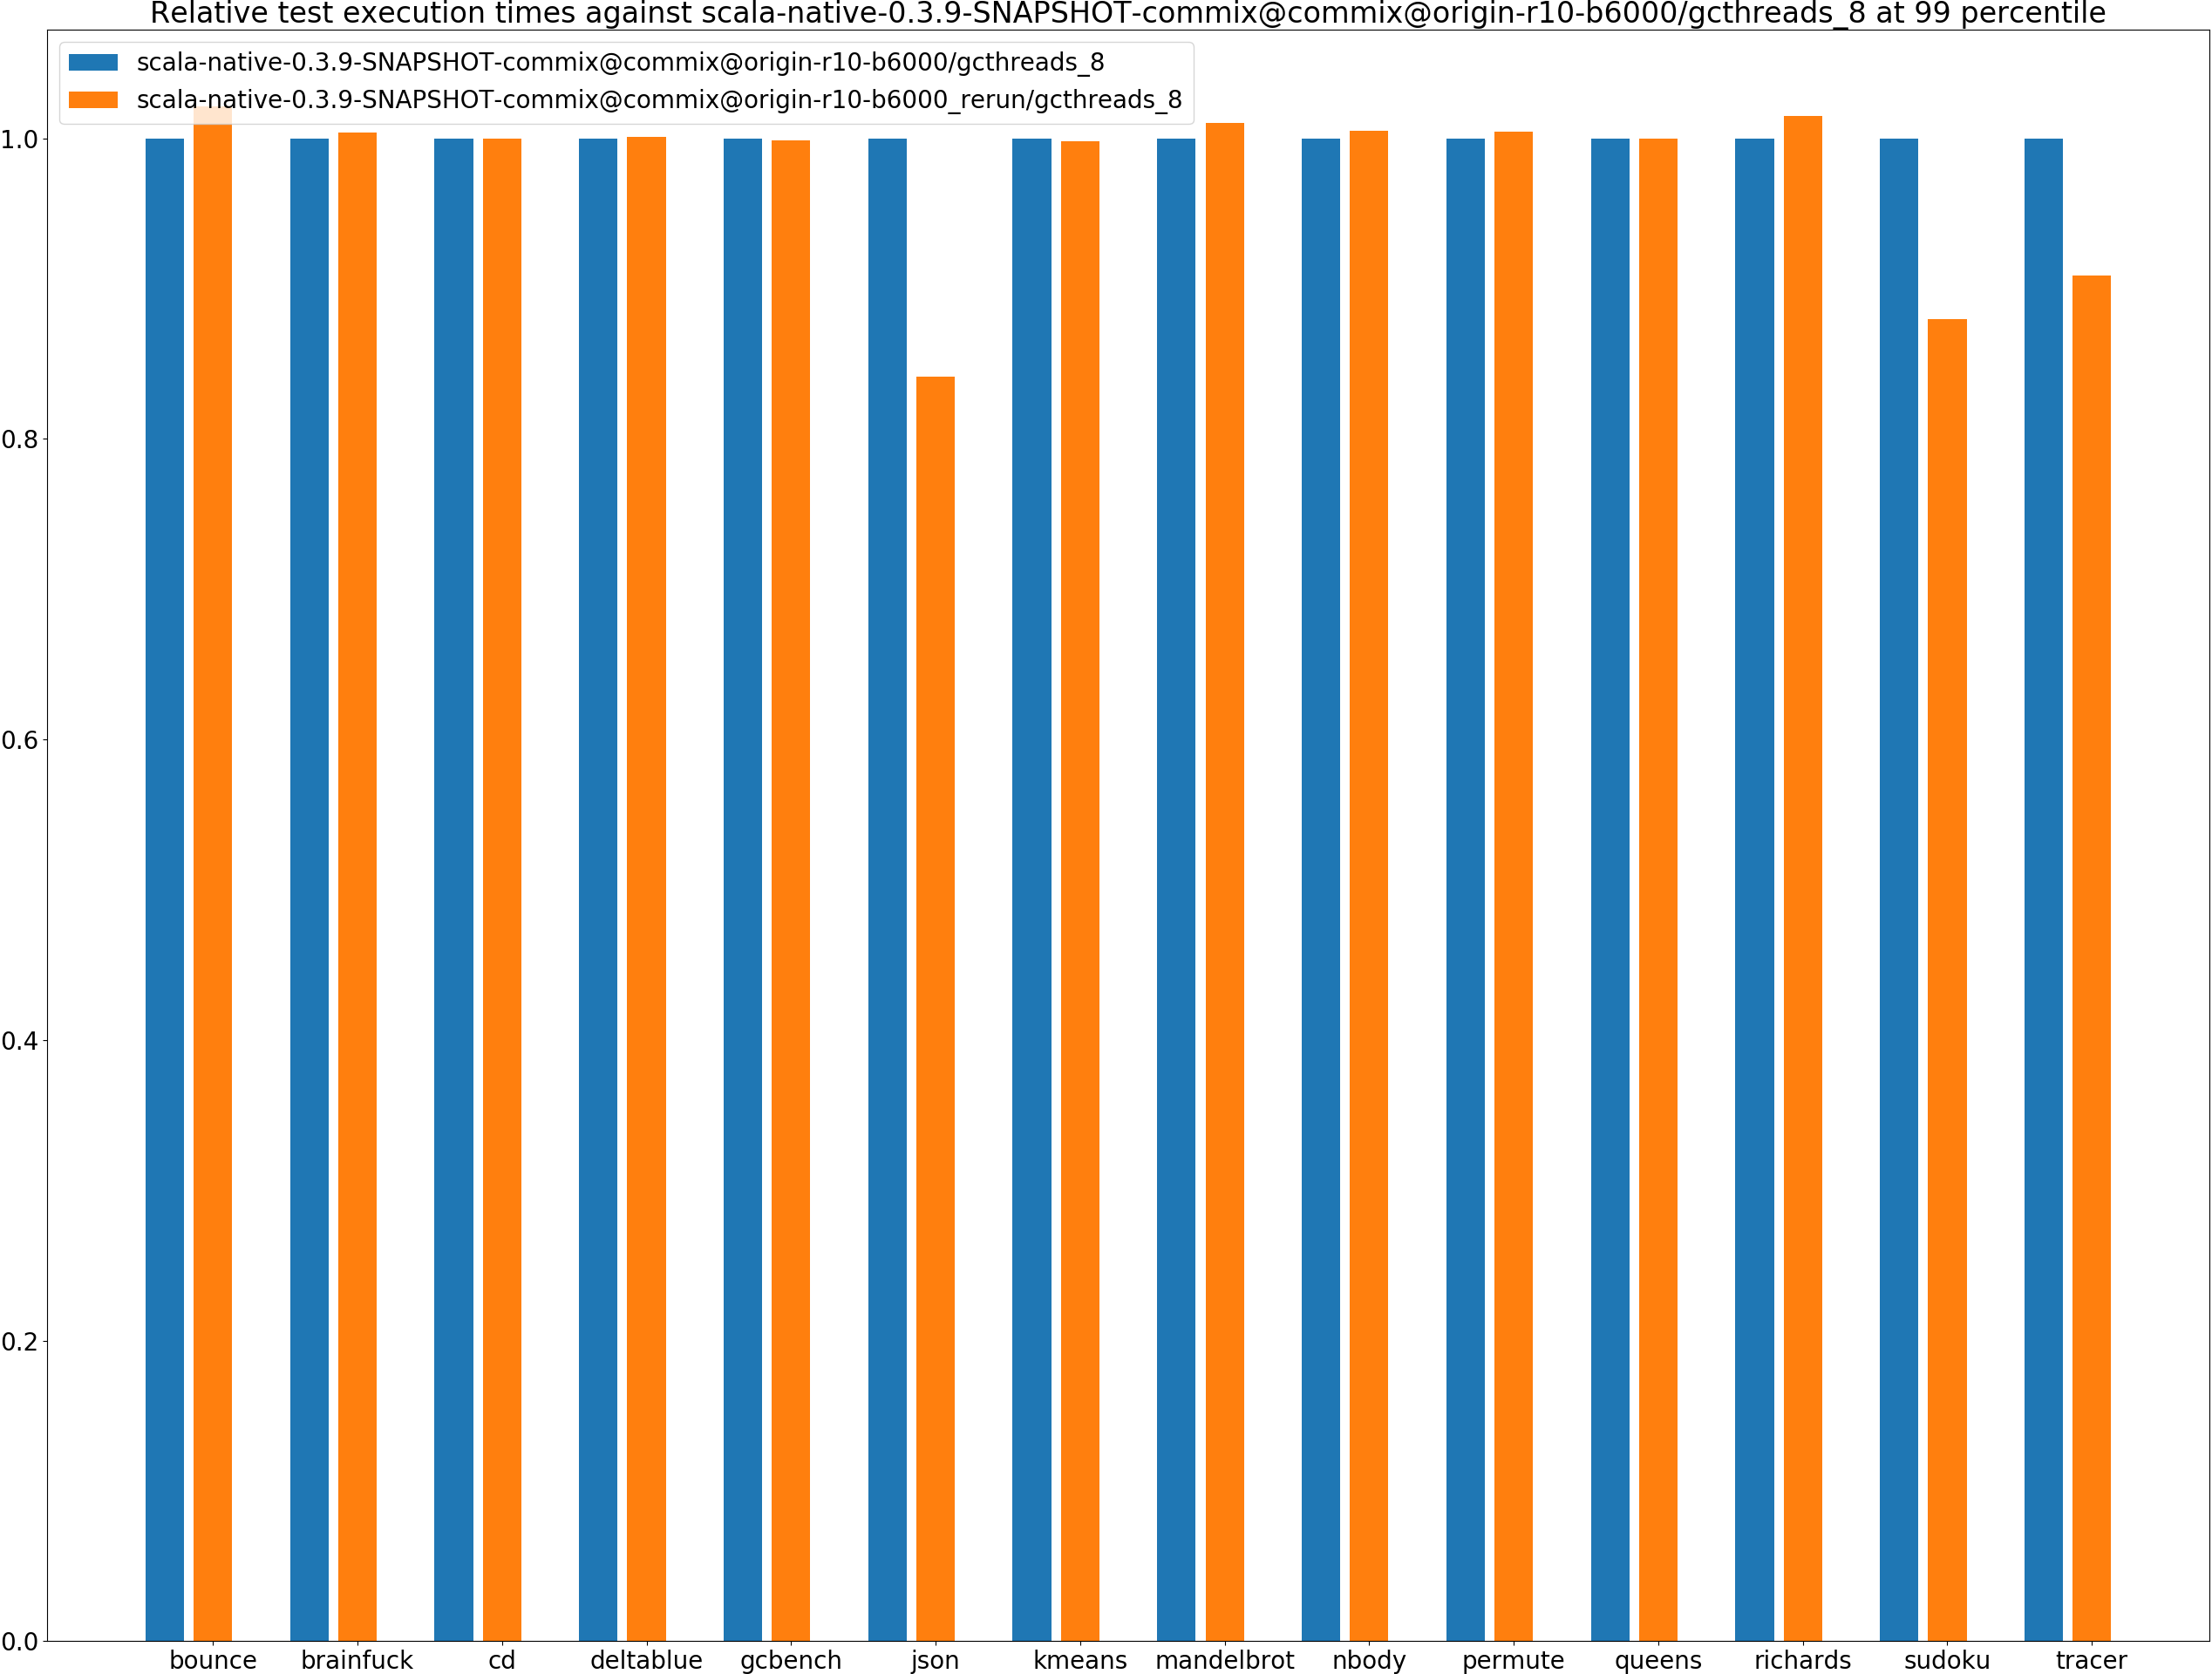 Relative test execution times against scala-native-0.3.9-SNAPSHOT-commix@commix@origin-r10-b6000/gcthreads_8 at 99 percentile
scala-native-0.3.9-SNAPSHOT-commix@commix@origin-r10-b6000/gcthreads_8
scala-native-0.3.9-SNAPSHOT-commix@commix@origin-r10-b6000_rerun/gcthreads_8
1.0
0.8
0.6
0.4
0.2
0.0
bounce brainfuck cd deltablue gcbench json kmeans mandelbrot nbody permute queens richards sudoku tracer